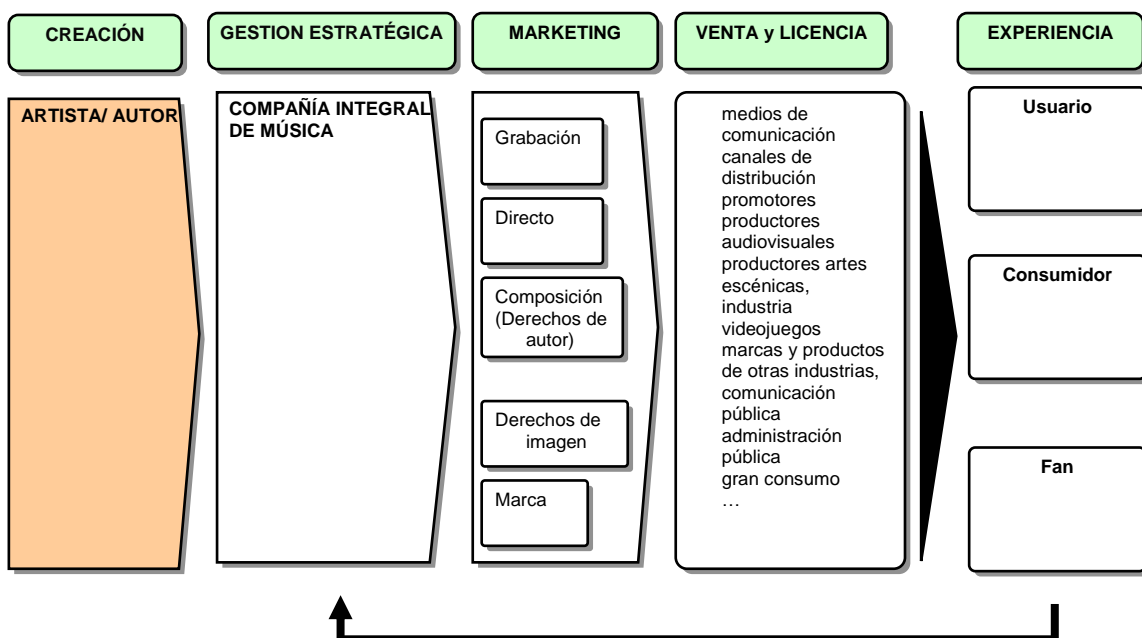 CREACIÓN
GESTION ESTRATÉGICA
MARKETING
VENTA y LICENCIA
EXPERIENCIA
ARTISTA/ AUTOR
COMPAÑÍA INTEGRAL
DE MÚSICA
Grabación
Directo
Composición
(Derechos de
autor)
Derechos de
imagen
Marca
medios de
comunicación
canales de
distribución
promotores
productores
audiovisuales
productores artes
escénicas,
industria
videojuegos
marcas y productos
de otras industrias,
comunicación
pública
administración
pública
gran consumo
…
Usuario
Consumidor
Fan